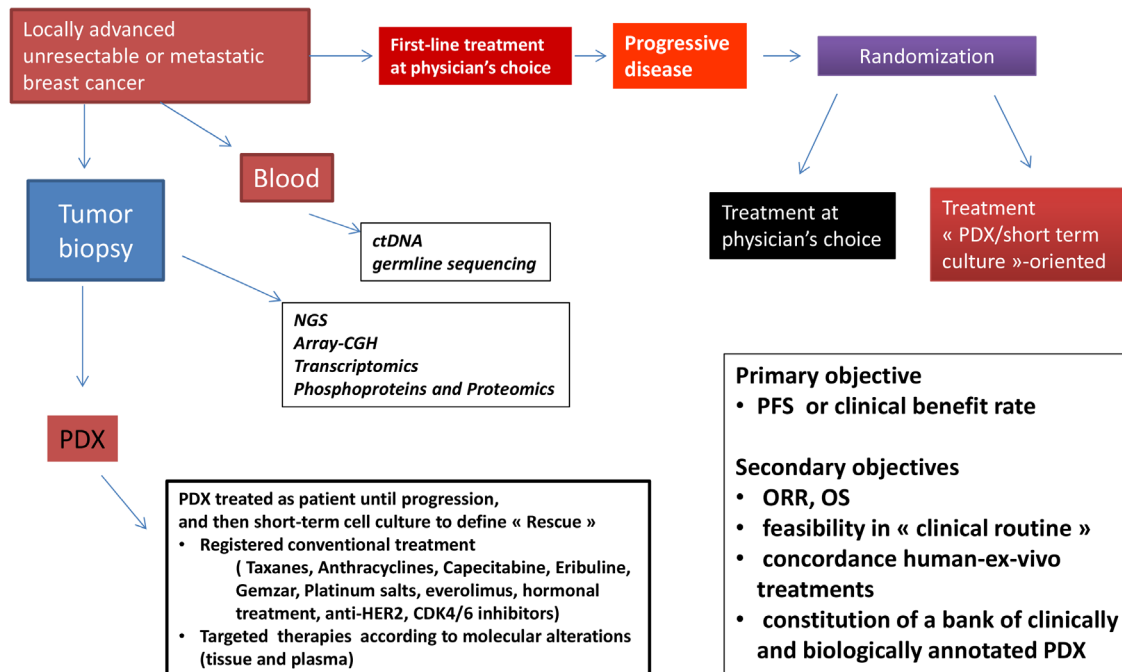 Locally advanced
unresectable or metastatic
breast cancer
First-line treatment
at physician's choice
Progressive
disease
Randomization
Blood
Tumor
biopsy
ctDNA
germline sequencing
Treatment at
physician's choice
Treatment
« PDX/short term
culture »-oriented
NGS
Array-CGH
Transcriptomics
Phosphoproteins and Proteomics
PDX
PDX treated as patient until progression,
and then short-term cell culture to define « Rescue »
• Registered conventional treatment
( Taxanes, Anthracyclines, Capecitabine, Eribuline,
Gemzar, Platinum salts, everolimus, hormonal
treatment, anti-HER2, CDK4/6 inhibitors)
• Targeted therapies according to molecular alterations
(tissue and plasma)
Primary objective
• PFS or clinical benefit rate
Secondary objectives
• ORR, OS
• feasibility in « clinical routine »
• concordance human-ex-vivo
treatments
• constitution of a bank of clinically
and biologically annotated PDX